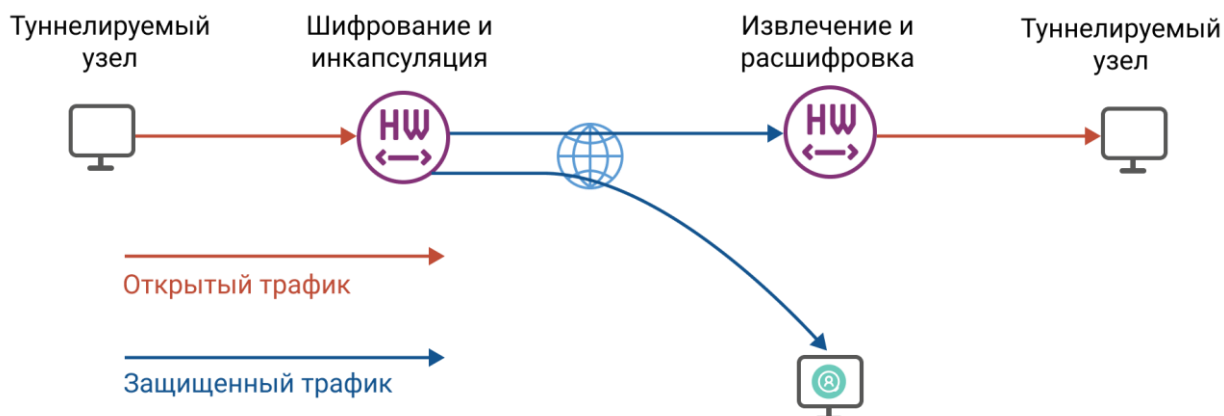 Туннелируемый
узел
Шифрование и
инкапсуляция
Извлечение и
расшифровка
Туннелируемый
узел
HW
HW
Открытый трафик
Защищенный трафик